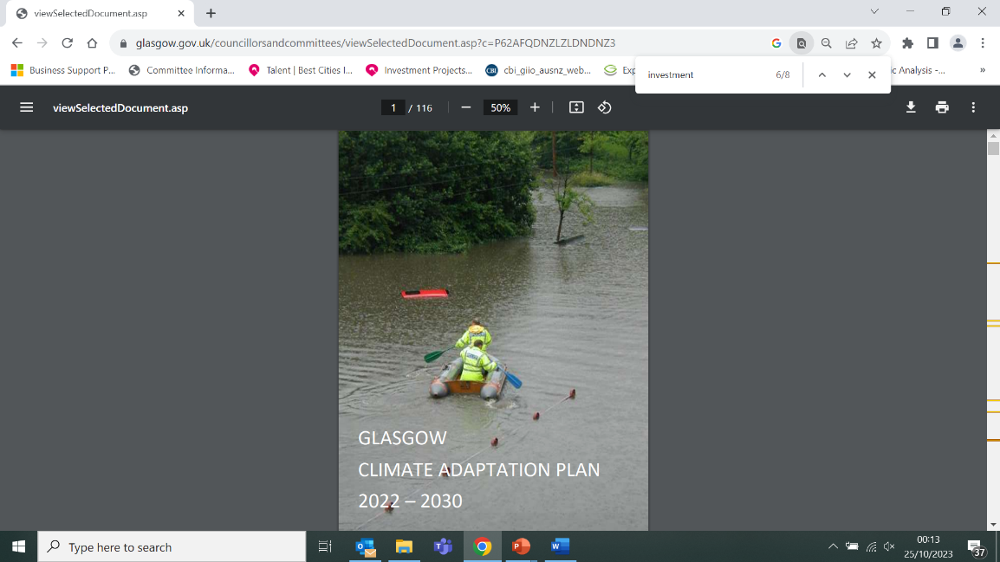 viewSelectedDocument.asp
glasgow.gov.uk/councillorsandcommittees/viewSelectedDocument.asp?c=P62AFQDNZLZLDNDNZ3
Business Support P...
Committee Informa...
Talent | Best Cities I...
Investment Projects...
CBI
cbi_giio_ausnz_web...
Exp
ic Analysis -...
»
investment
6/8
viewSelectedDocument.asp
1 / 116
50%
GLASGOW
CLIMATE ADAPTATION PLAN
2022 – 2030
Type here to search
00:13
25/10/2023
37